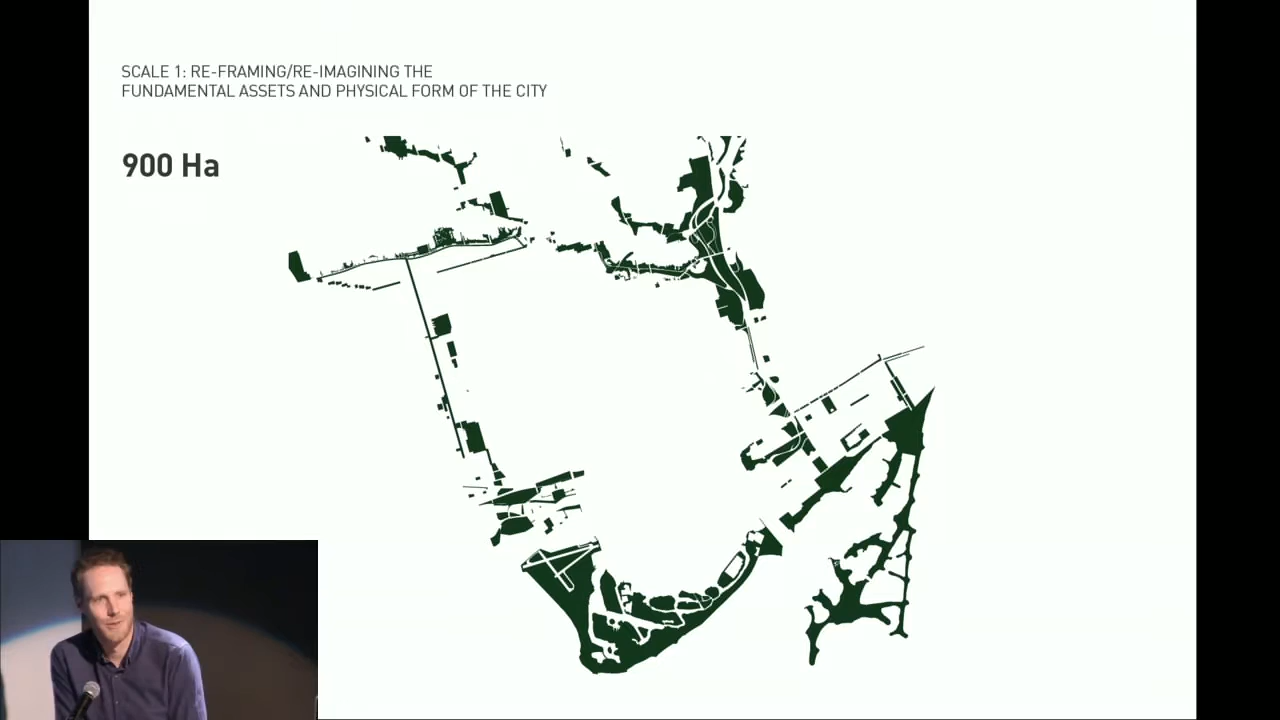 SCALE 1: RE-FRAMING/RE-IMAGINING THE
FUNDAMENTAL ASSETS AND PHYSICAL FORM OF THE CITY
900 Ha